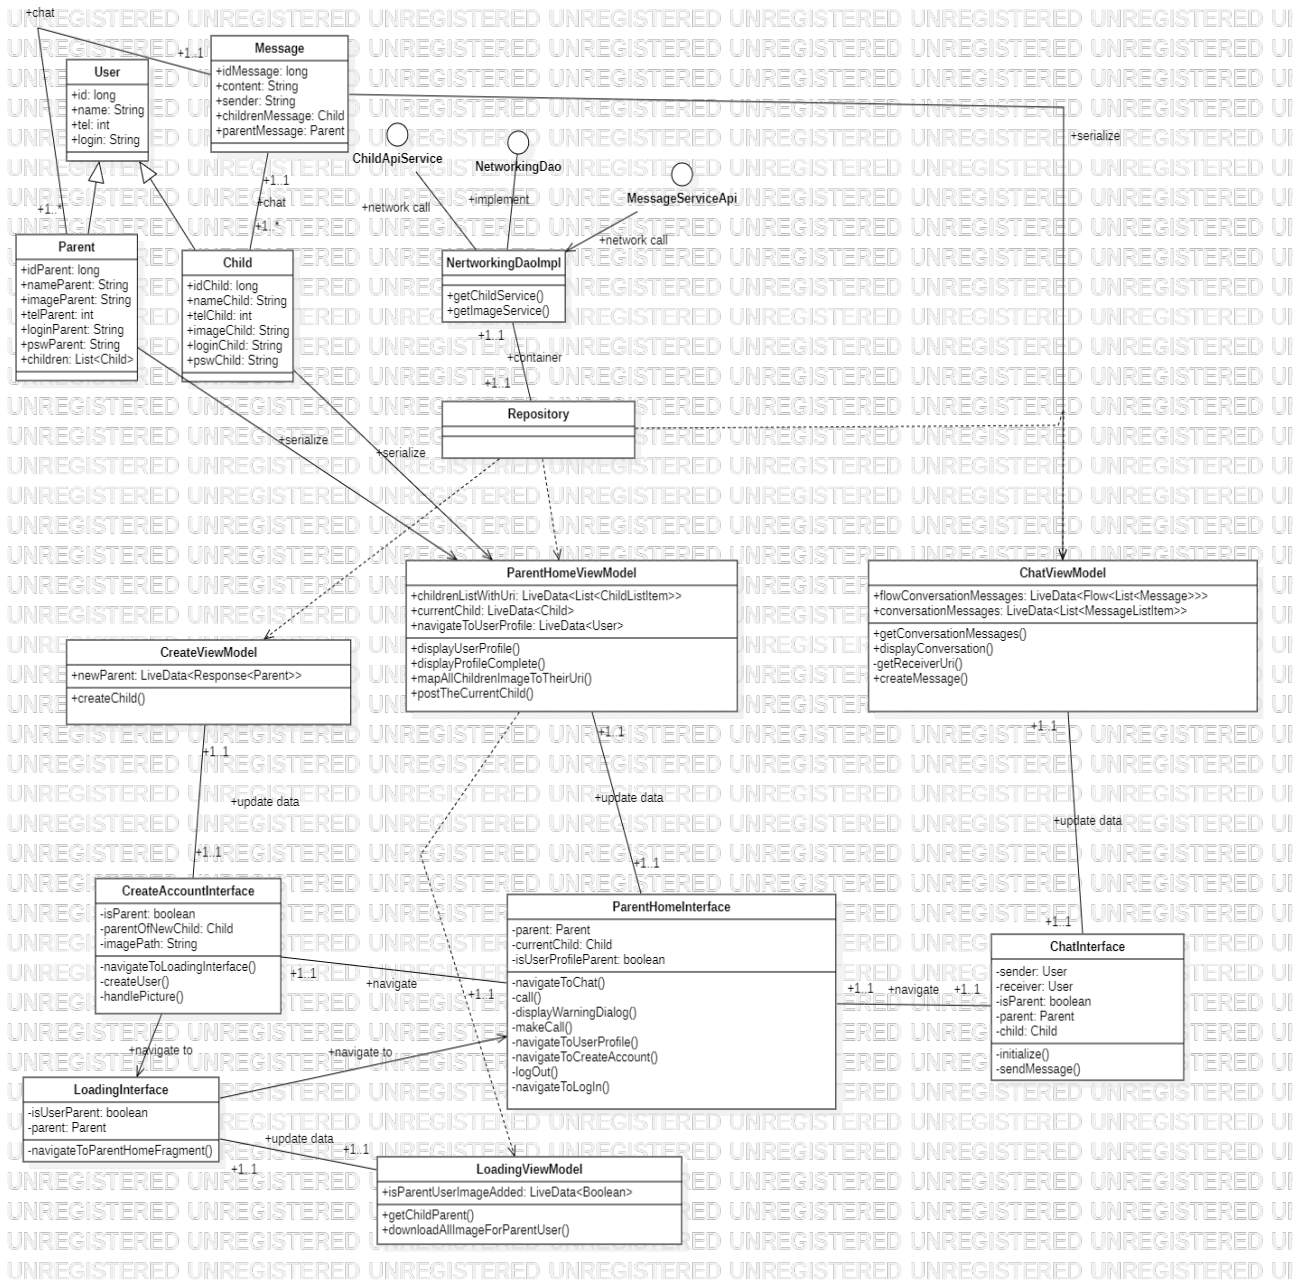 +chat
+1..1
Message
+idMessage: long
+content: String
+sender: String
+childrenMessage: Child
+parentMessage: Parent
User
+id: long
+name: String
+tel: int
+login: String
ChildApiService
NetworkingDao
MessageServiceApi
+serialize
+1..1
+chat
+1..*
+1..*
+network call
+implement
+network call
Parent
+idParent: long
+nameParent: String
+imageParent: String
+telParent: int
+loginParent: String
+pswParent: String
+children: List<Child>
Child
+idChild: long
+nameChild: String
+telChild: int
+imageChild: String
+loginChild: String
+pswChild: String
NertworkingDaoImpl
+getChildService()
+getImageService()
+1..1
+container
+1..1
Repository
+serialize
+serialize
ParentHomeViewModel
+childrenListWithUri: LiveData<List<ChildListItem>>
+currentChild: LiveData<Child>
+navigateToUserProfile: LiveData<User>
+displayUserProfile()
+displayProfileComplete()
+mapAllChildrenImageToTheirUri()
+postTheCurrentChild()
ChatViewModel
+flowConversationMessages: LiveData<Flow<List<Message>>>
+conversationMessages: LiveData<List<MessageListItem>>
+getConversationMessages()
+displayConversation()
-getReceiverUri()
+createMessage()
CreateViewModel
+newParent: LiveData<Response<Parent>>
+createChild()
+1..1
+update data
+1..1
+1..1
+update data
+1..1
+1..1
+update data
+1..1
CreateAccountInterface
-isParent: boolean
-parentOfNewChild: Child
-imagePath: String
-navigateToLoadingInterface()
-createUser()
-handlePicture()
ParentHomeInterface
-parent: Parent
-currentChild: Child
-isUserProfileParent: boolean
-navigateToChat()
-call()
-displayWarningDialog()
-makeCall()
-navigateToUserProfile()
-navigateToCreateAccount()
-logOut()
-navigateToLogIn()
ChatInterface
-sender: User
-receiver: User
-isParent: boolean
-parent: Parent
-child: Child
-initialize()
-sendMessage()
+1..1
+navigate
+1..1
+1..1
+navigate
+1..1
+navigate to
+navigate to
LoadingInterface
-isUserParent: boolean
-parent: Parent
-navigateToParentHomeFragment()
+update data
+1..1
+1..1
LoadingViewModel
+isParentUserImageAdded: LiveData<Boolean>
+getChildParent()
+downloadAllImageForParentUser()